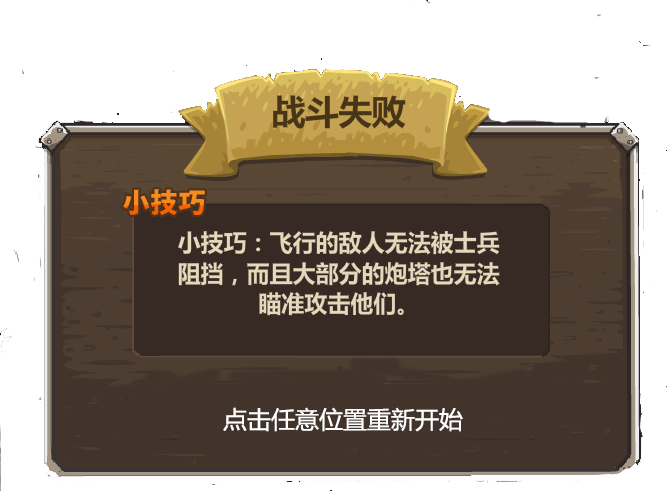 战斗失败
小技巧
小技巧：飞行的敌人无法被士兵
阻挡，而且大部分的炮塔也无法
瞄准攻击他们。
点击任意位置重新开始